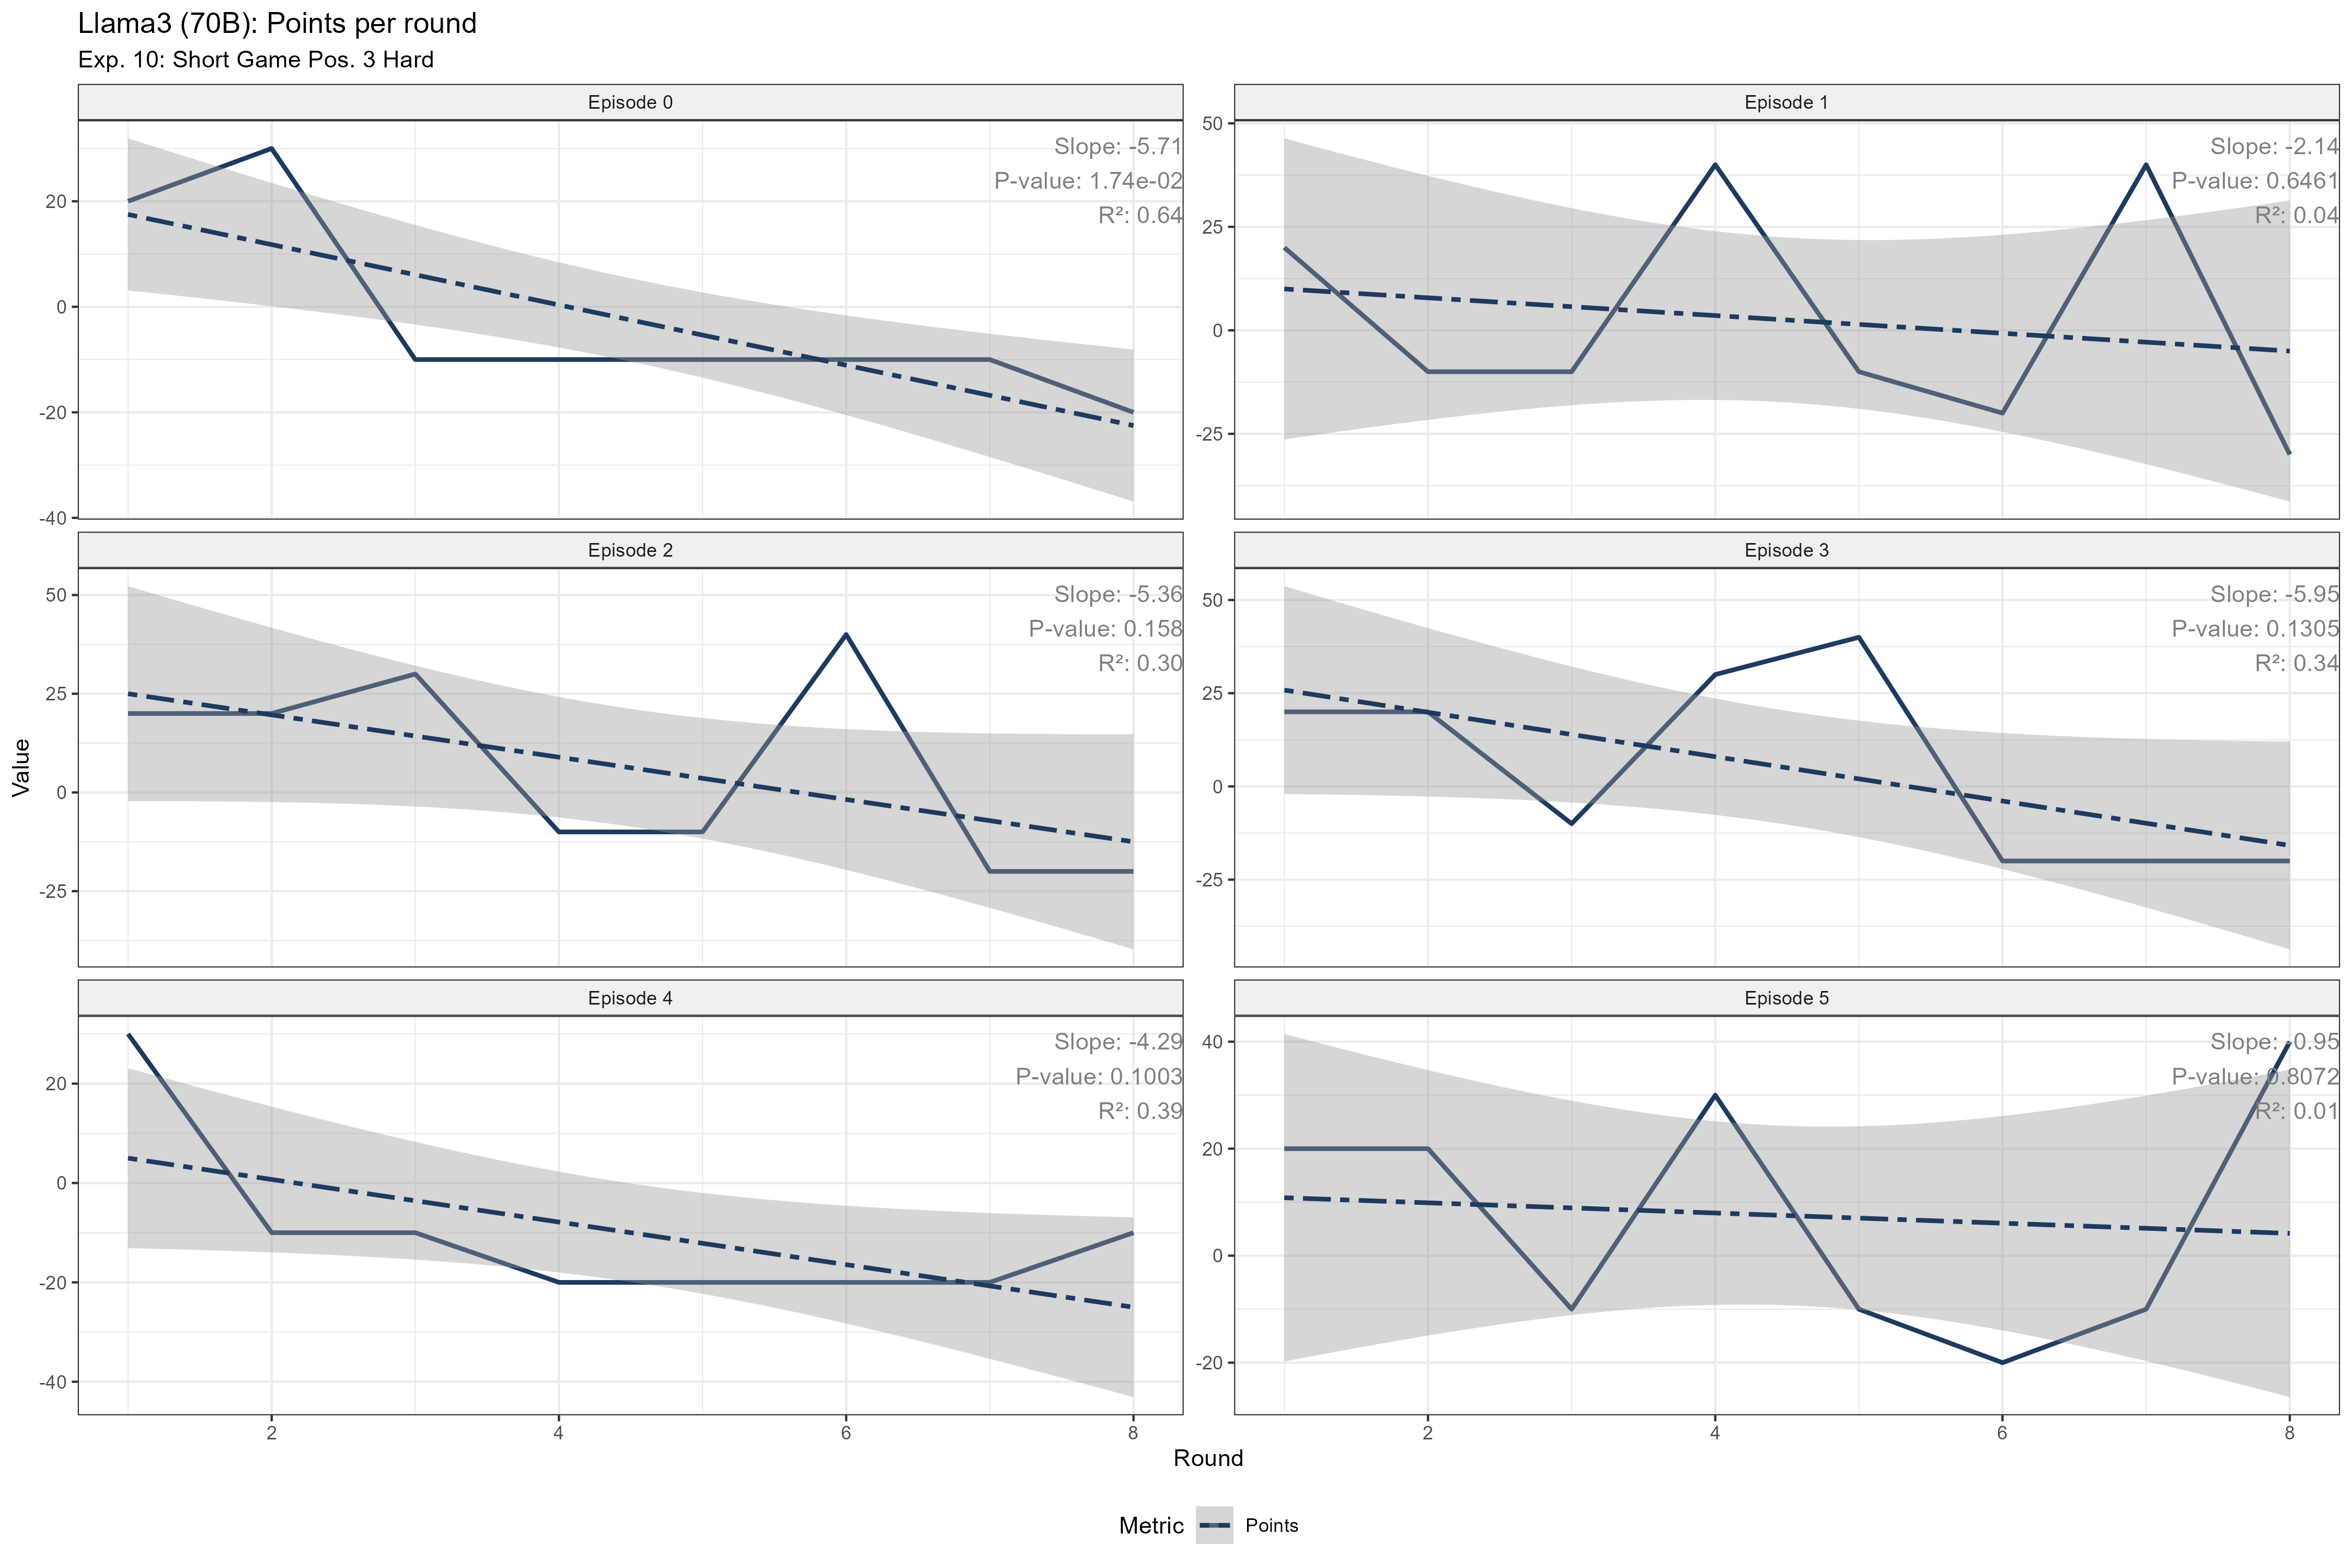 Llama3 (70B): Points per round
Exp. 10: Short Game Pos. 3 Hard
Episode 0
Slope: -5.71
P-value: 1.74e-02
R²: 0.64
20
0
-20
-40
Episode 1
Slope: -2.14
P-value: 0.6461
R²: 0.04
50
25
0
-25
Episode 2
Slope: -5.36
P-value: 0.158
R²: 0.30
50
25
0
-25
Episode 3
Slope: -5.95
P-value: 0.1305
R²: 0.34
50
25
0
-25
Episode 4
Slope: -4.29
P-value: 0.1003
R²: 0.39
20
0
-20
-40
2 4 6 8
Episode 5
Slope: -0.95
P-value: 0.8072
R²: 0.01
40
20
0
-20
2 4 6 8
Value
Round
Metric Points